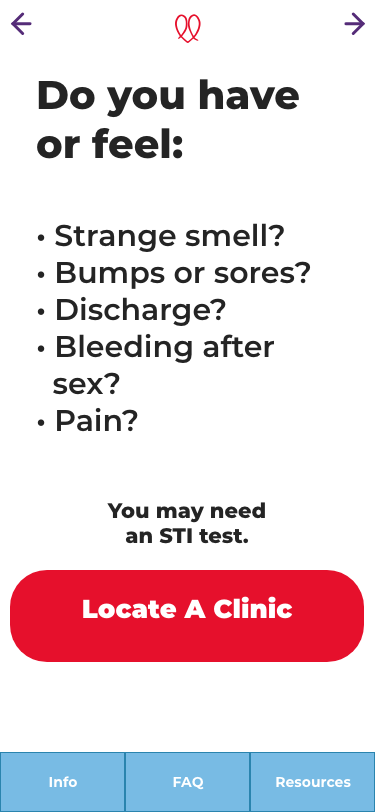 Do you have
or feel:
• Strange smell?
• Bumps or sores?
• Discharge?
• Bleeding after
sex?
• Pain?
You may need
an STI test.
Locate A Clinic
Info
FAQ
Resources